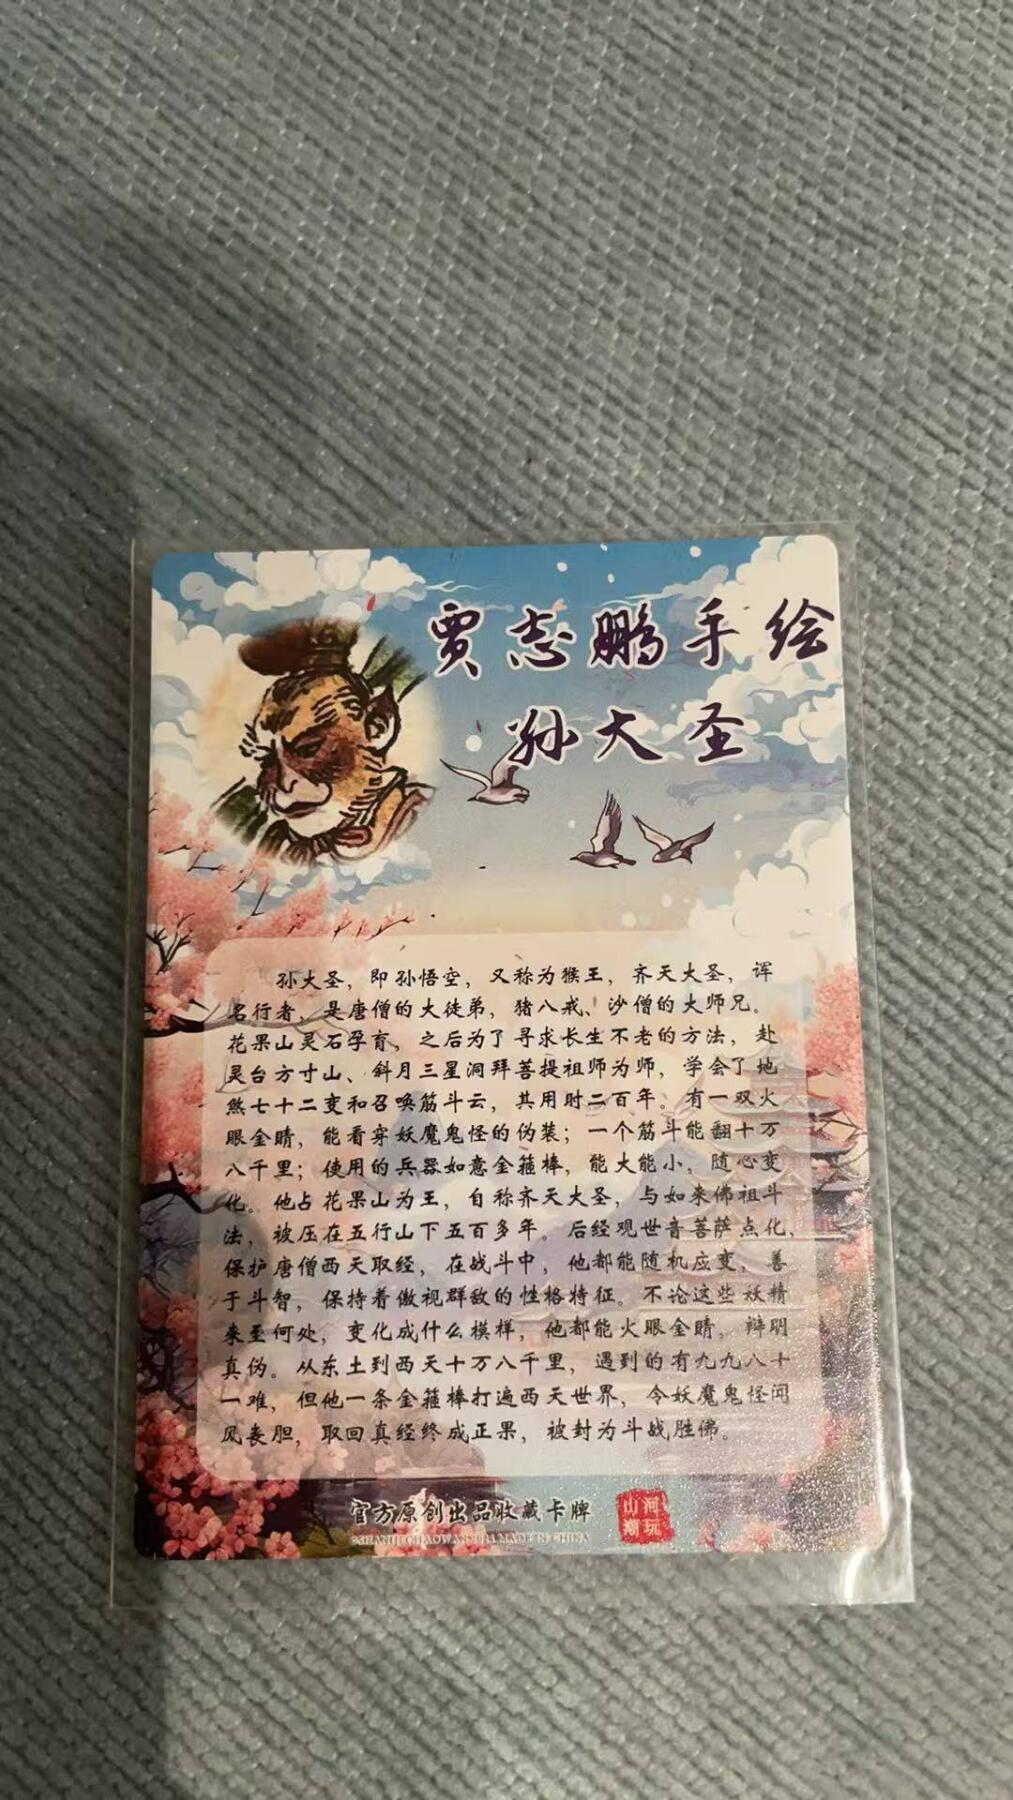 贾志鹏手绘
孙大圣
孙大圣，即孙悟空，又称为猴王，齐天大圣，诨
名行者，是唐僧的大徒弟，猪八戒、沙僧的大师兄。
花果山灵石孕育，之后为了寻求长生不老的方法，赴
灵台方寸山、斜月三星洞拜菩提祖师为师，学会了地
煞七十二变和召唤筋斗云，共用时二百年。有一双火
眼金睛，能看穿妖魔鬼怪的伪装；一个筋斗能翻十万
八千里；使用的兵器如意金箍棒，能大能小，随心变
化。他占花果山为王，自称齐天大圣，与如来佛祖斗
法，被压在五行山下五百多年。后经观世音菩萨点化，
保护唐僧西天取经，在战斗中，他都能随机应变，善
于斗智，保持着傲视群敌的性格特征。不论这些妖精
来至何处，变化成什么模样，他都能火眼金睛，辩明
真伪。从东土到西天十万八千里，遇到的有九九八十
一难，但他一条金箍棒打遍西天世界，令妖魔鬼怪闻
风丧胆，取回真经终成正果，被封为斗战胜佛。
官方原创出品收藏卡牌
山河
潮玩
MADE IN CHINA